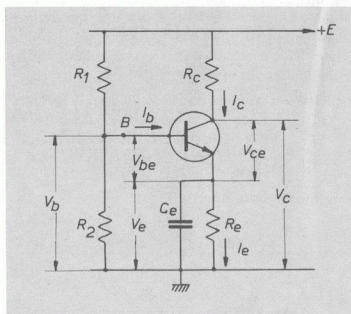 +E
R1 Rc
B Ib Ic
Vbe Vce
Vb Vc
Ve Ce
R2 Re
Ie